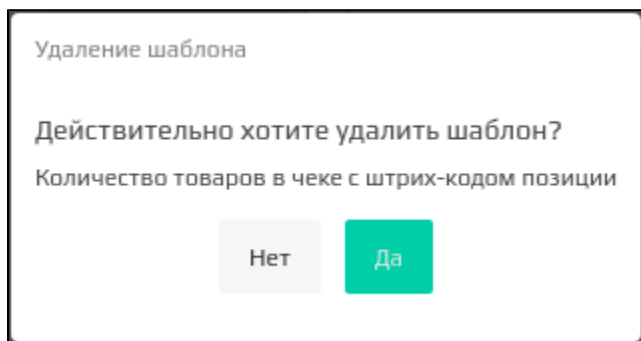 Удаление шаблона
Действительно хотите удалить шаблон?
Количество товаров в чеке с штрих-кодом позиции
Нет
Да